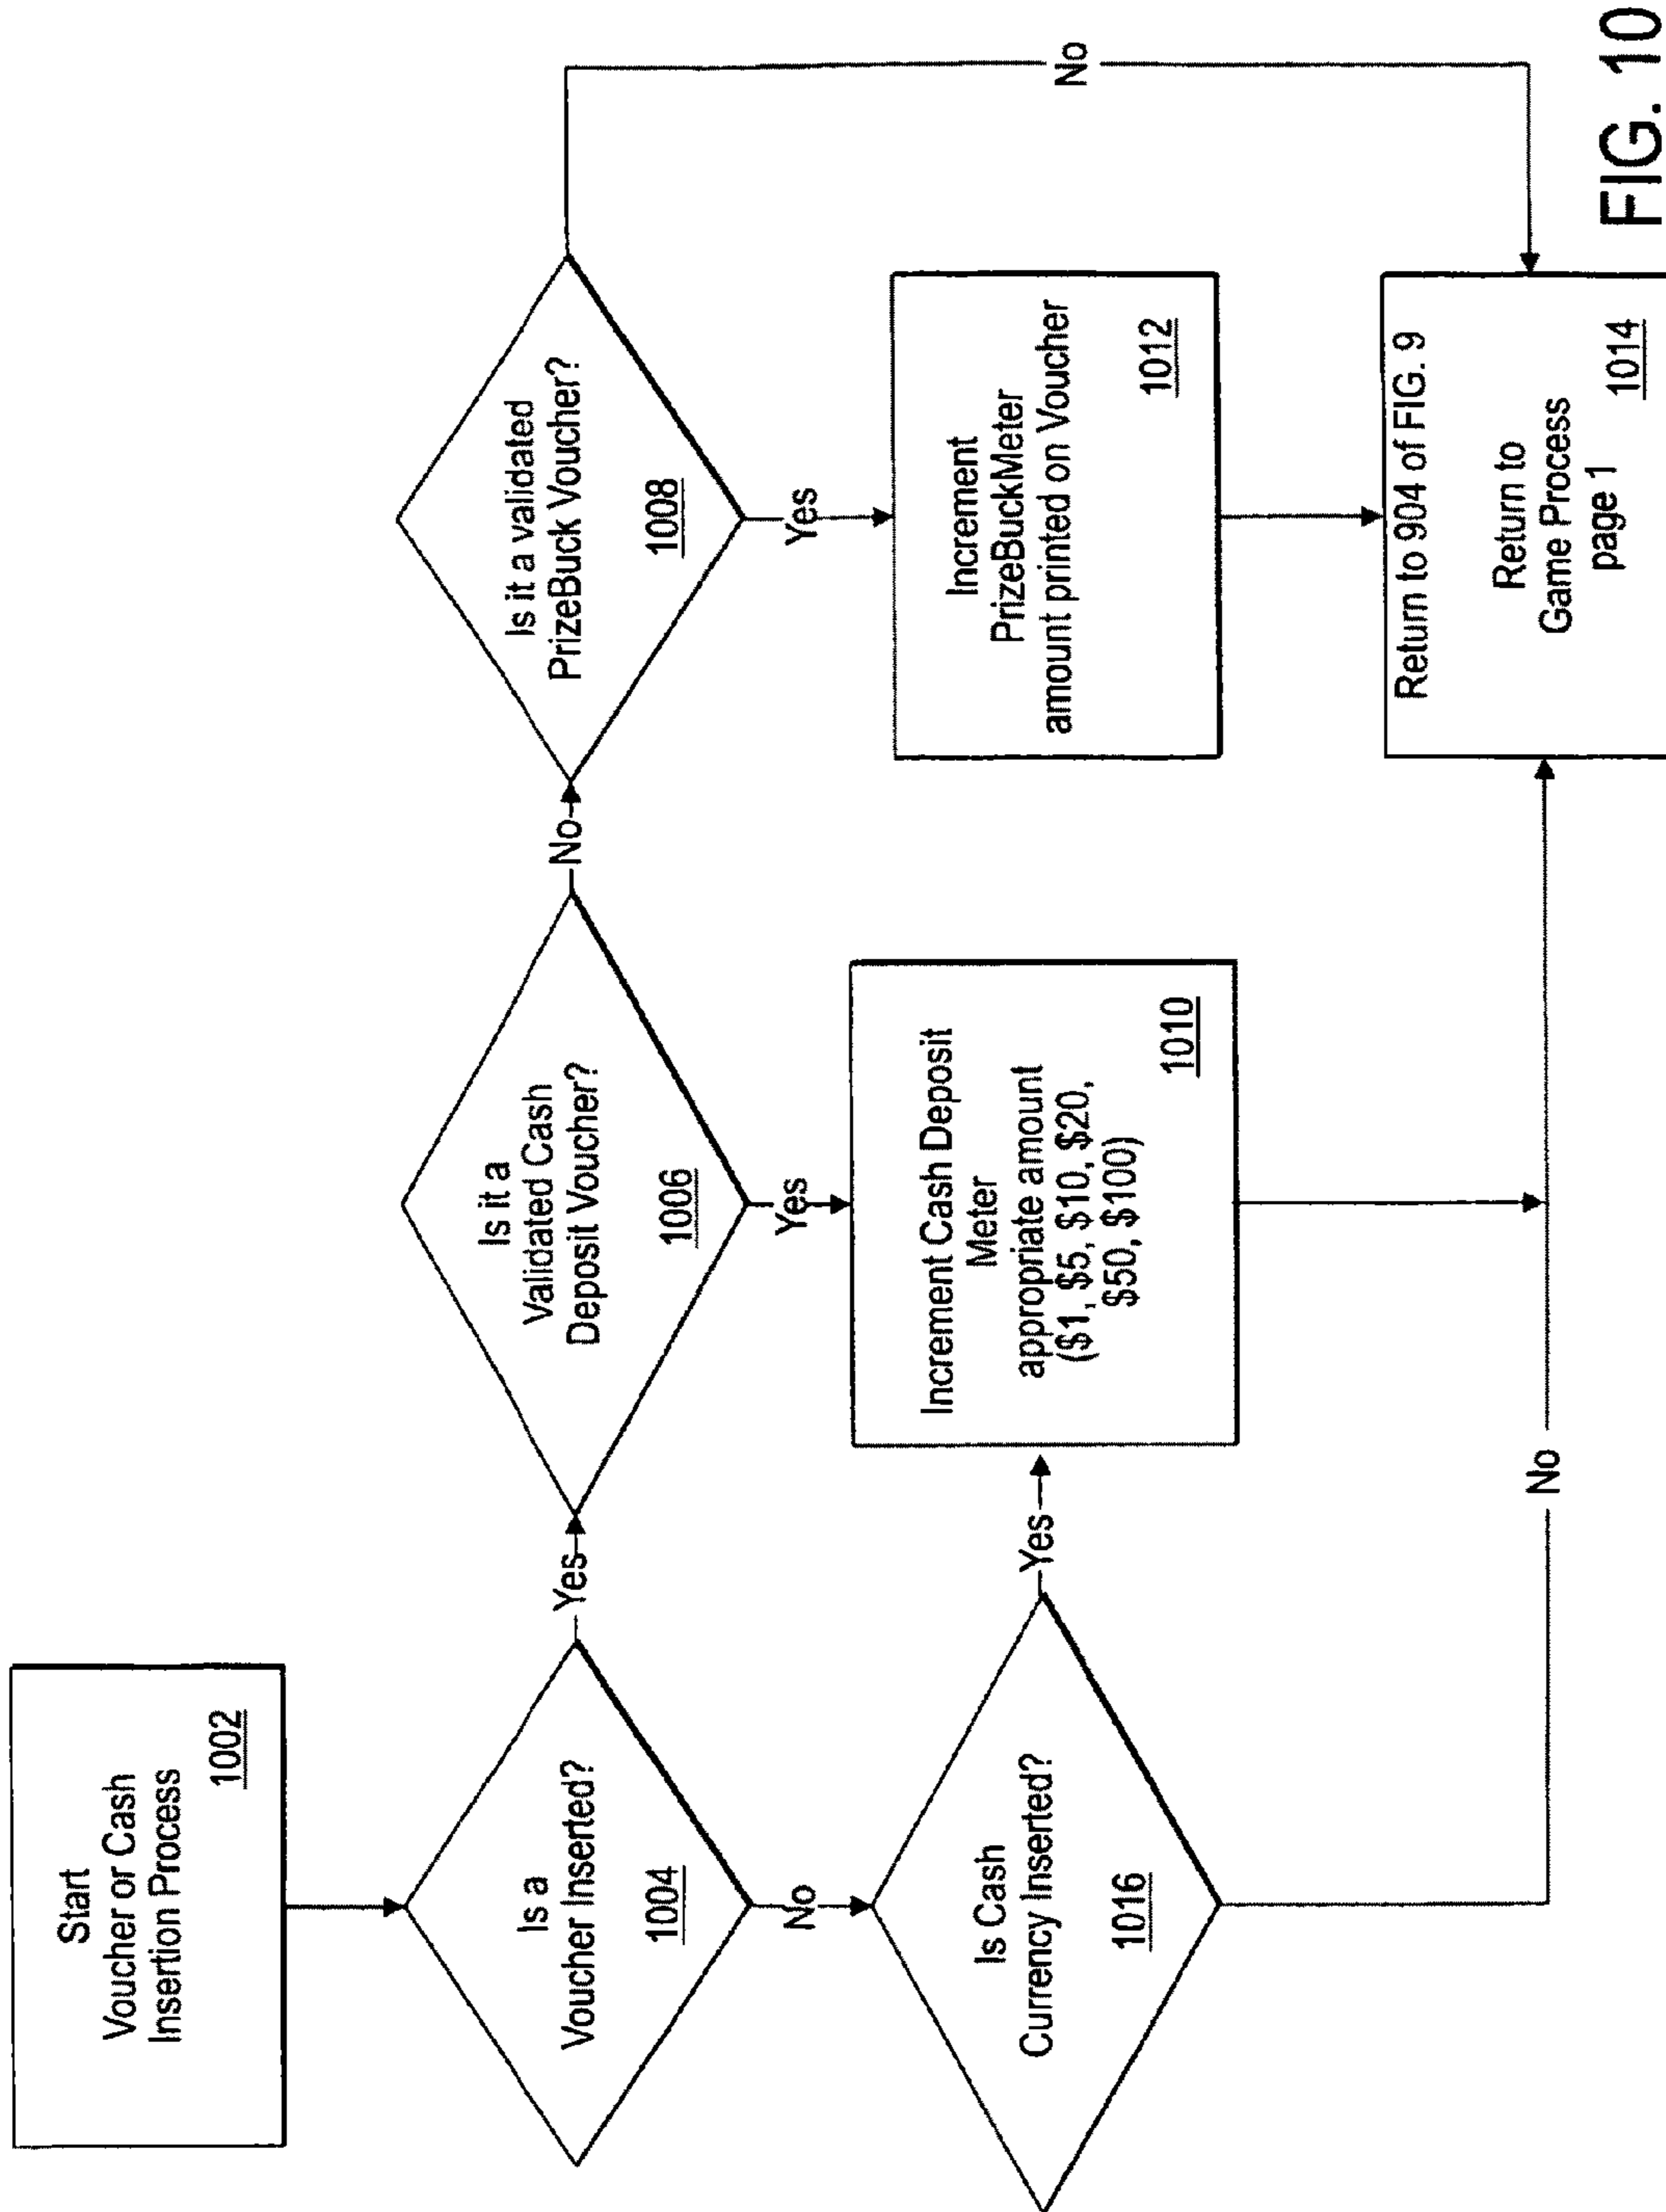 Start
Voucher or Cash
Insertion Process
1002
Is a
Voucher Inserted?
1004
Yes
No
Is it a
Validated Cash
Deposit Voucher?
1006
No
Yes
Is it a validated
PrizeBuck Voucher?
1008
No
Yes
Is Cash
Currency Inserted?
1016
Yes
No
Increment Cash Deposit
Meter
appropriate amount
($1, $5, $10, $20,
$50, $100)
1010
Increment
PrizeBuckMeter
amount printed on Voucher
1012
Return to 904 of FIG. 9
Return to
Game Process
page 1
1014
FIG. 10